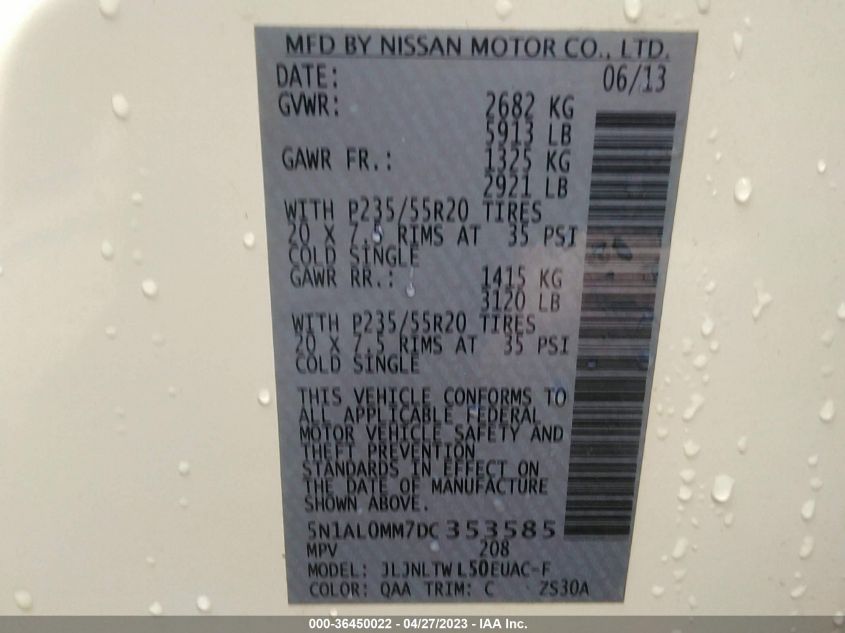 MFD BY NISSAN MOTOR CO., LTD.
DATE: 06/13
GVWR: 2682 KG
5913 LB
GAWR FR.: 1325 KG
2921 LB
WITH P235/55R20 TIRES
20 X 7.5 RIMS AT 35 PSI
COLD SINGLE
GAWR RR.: 1415 KG
3120 LB
WITH P235/55R20 TIRES
20 X 7.5 RIMS AT 35 PSI
COLD SINGLE
THIS VEHICLE CONFORMS TO
ALL APPLICABLE FEDERAL
MOTOR VEHICLE SAFETY AND
THEFT PREVENTION
STANDARDS IN EFFECT ON
THE DATE OF MANUFACTURE
SHOWN ABOVE.
5N1AL0MM7DC353585
MPV 208
MODEL: JLJNLTWL50EUAC-F
COLOR: QAA TRIM: C ZS30A
000-36450022 - 04/27/2023 - IAA Inc.